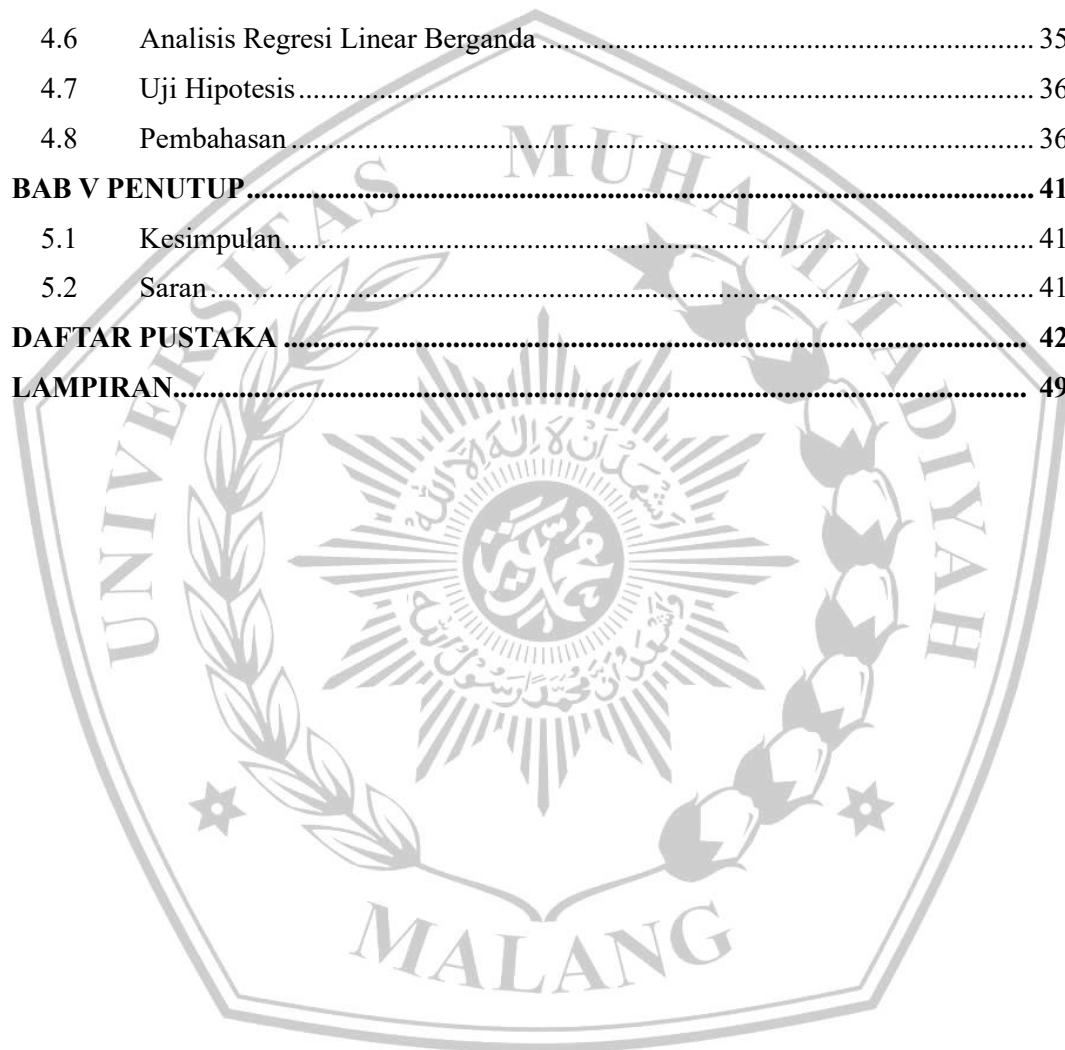 4.6 Analisis Regresi Linear Berganda ........ 35
4.7 Uji Hipotesis ........ 36
4.8 Pembahasan ........ 36
BAB V PENUTUP ........ 41
5.1 Kesimpulan ........ 41
5.2 Saran ........ 41
DAFTAR PUSTAKA ........ 42
LAMPIRAN ........ 49
UNIVERSITAS MUHAMMADIYAH
MALANG